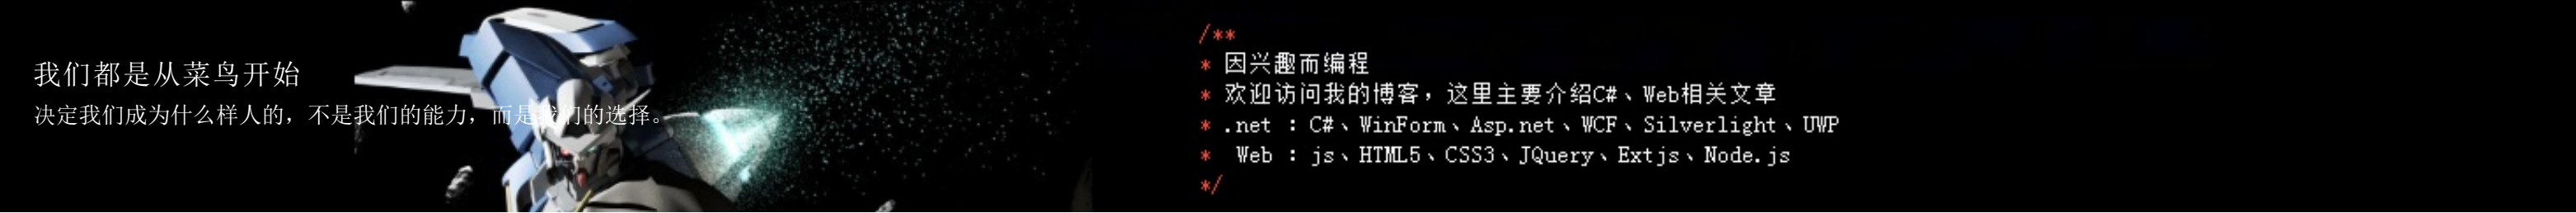 我们都是从菜鸟开始
决定我们成为什么样人的，不是我们的能力，而是我们的选择。
/**
* 因兴趣而编程
* 欢迎访问我的博客，这里主要介绍C#、Web相关文章
* .net : C#、WinForm、Asp.net、WCF、Silverlight、UWP
* Web : js、HTML5、CSS3、JQuery、Extjs、Node.js
*/